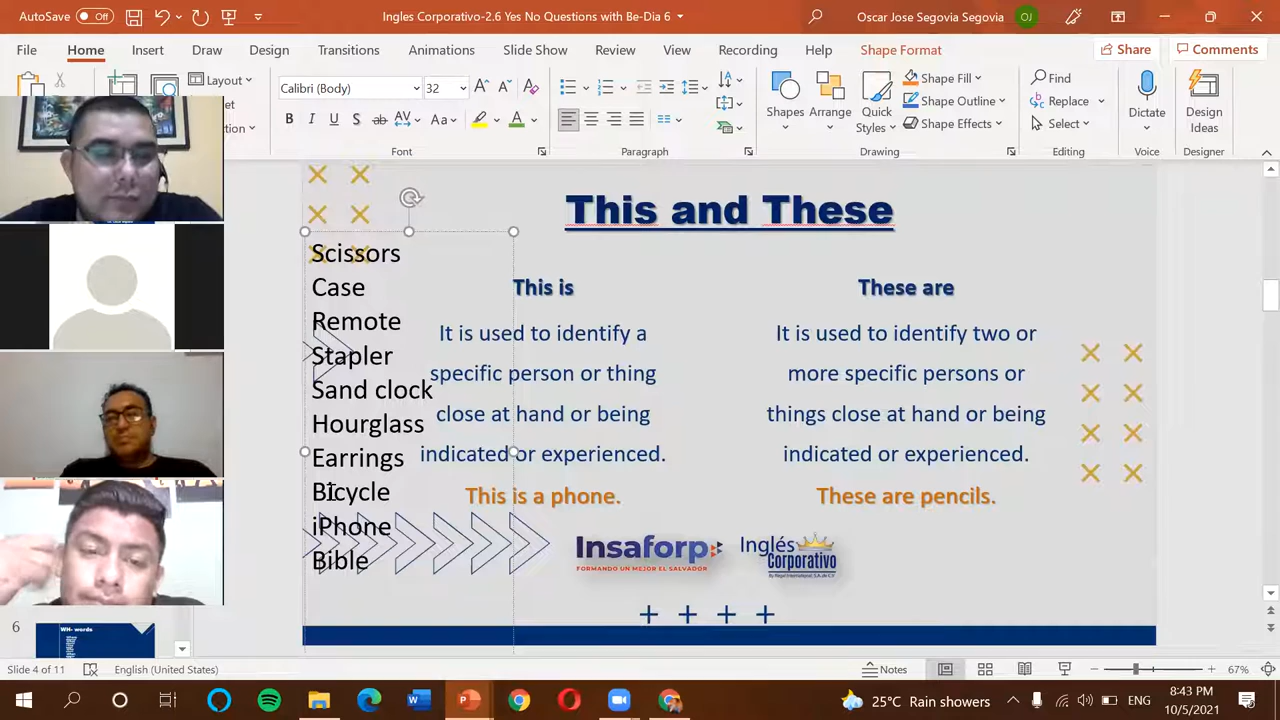 AutoSave Off
Ingles Corporativo-2.6 Yes No Questions with Be-Dia 6
Oscar Jose Segovia Segovia OJ
File Home Insert Draw Design Transitions Animations Slide Show Review View Recording Help Shape Format Share Comments
Layout
Calibri (Body) 32
Shapes Arrange Quick Styles
Shape Fill
Shape Outline
Shape Effects
Find
Replace
Select
Dictate
Design Ideas
Font Paragraph Drawing Editing Voice Designer
This and These
Scissors
Case
Remote
Stapler
Sand clock
Hourglass
Earrings
Bicycle
iPhone
Bible
This is
It is used to identify a
specific person or thing
close at hand or being
indicated or experienced.
This is a phone.
These are
It is used to identify two or
more specific persons or
things close at hand or being
indicated or experienced.
These are pencils.
Insaforp
FORMANDO UN MEJOR EL SALVADOR
Inglés
Corporativo
6
WH- words
Slide 4 of 11 English (United States) Notes 67%
25°C Rain showers ENG
8:43 PM
10/5/2021